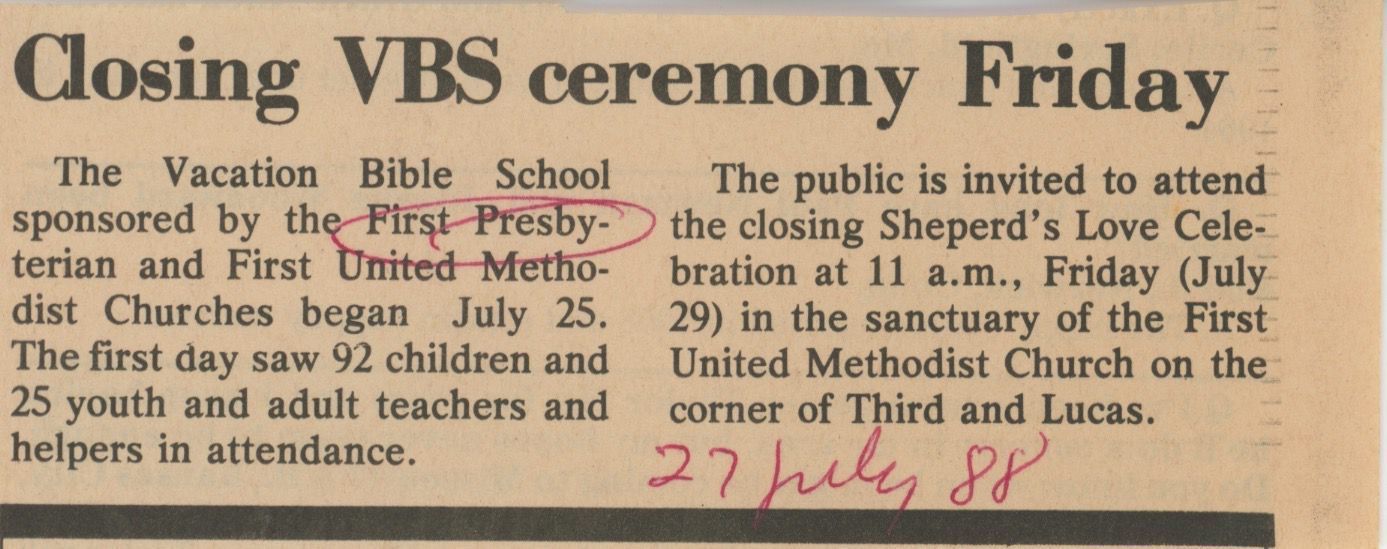 Closing VBS ceremony Friday
The Vacation Bible School
sponsored by the First Presby-
terian and First United Metho-
dist Churches began July 25.
The first day saw 92 children and
25 youth and adult teachers and
helpers in attendance.
The public is invited to attend
the closing Sheperd's Love Cele-
bration at 11 a.m., Friday (July
29) in the sanctuary of the First
United Methodist Church on the
corner of Third and Lucas.
27 July 88